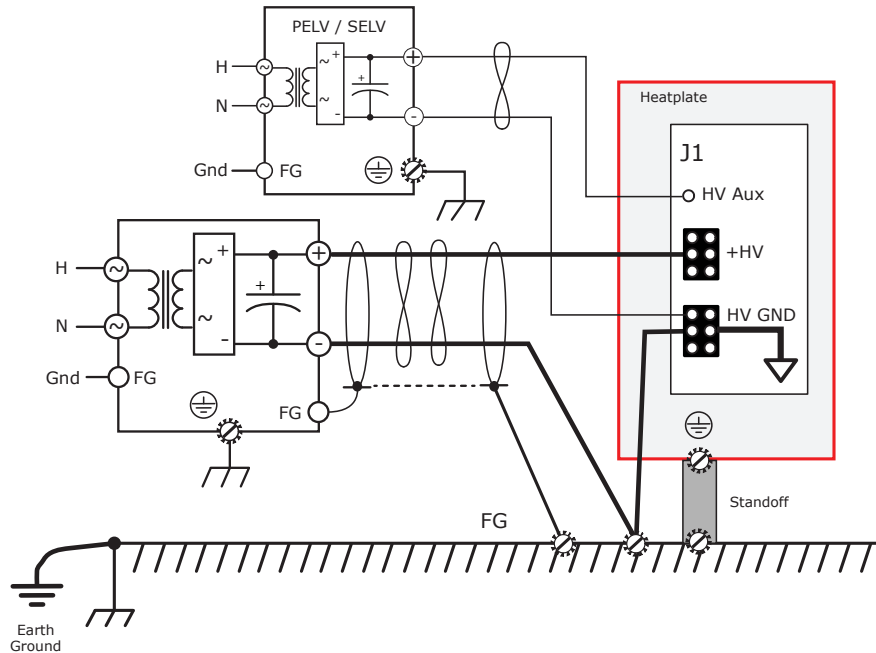 PELV / SELV
H
N
Gnd
FG
+
-
+
~
~
-
+
Heatplate
J1
HV Aux
+HV
HV GND
H
N
Gnd
FG
FG
+
-
+
~
~
-
+
Standoff
FG
Earth
Ground